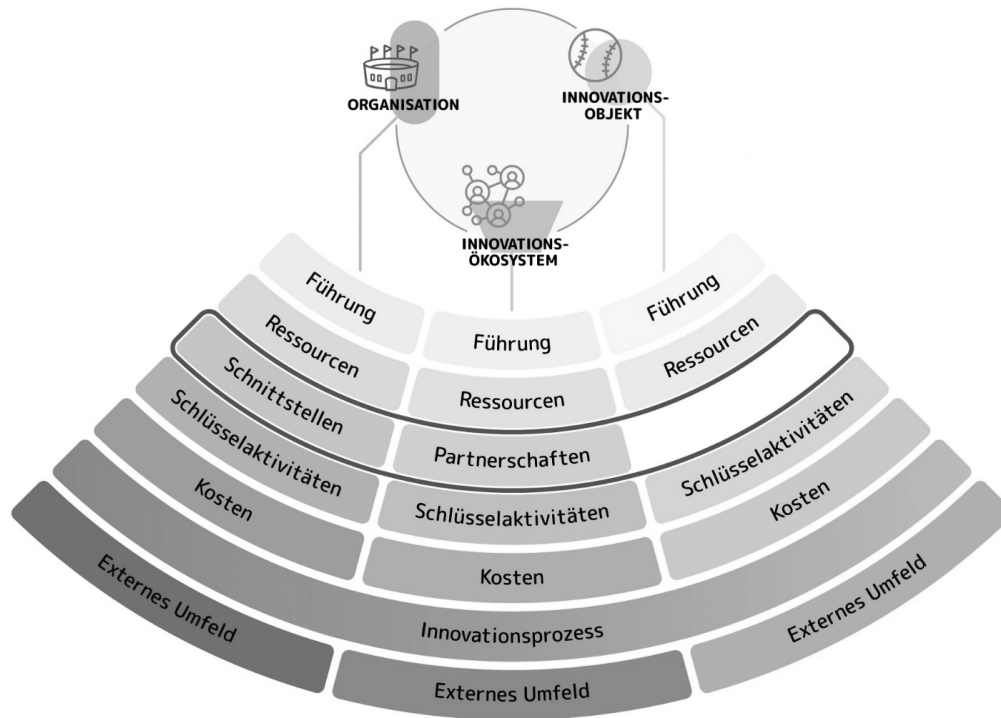 ORGANISATION
INNOVATIONS-
OBJEKT
INNOVATIONS-
ÖKOSYSTEM
Führung
Führung
Führung
Ressourcen
Ressourcen
Ressourcen
Schnittstellen
Partnerschaften
Schlüsselaktivitäten
Schlüsselaktivitäten
Schlüsselaktivitäten
Kosten
Kosten
Kosten
Innovationsprozess
Externes Umfeld
Externes Umfeld
Externes Umfeld